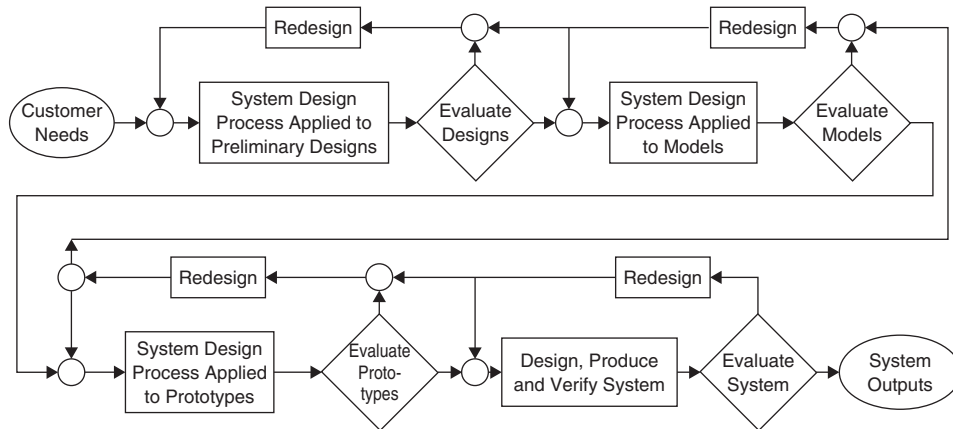 Redesign
Redesign
Customer
Needs
System Design
Process Applied to
Preliminary Designs
Evaluate
Designs
System Design
Process Applied
to Models
Evaluate
Models
Redesign
Redesign
System Design
Process Applied
to Prototypes
Evaluate
Proto-
types
Design, Produce
and Verify System
Evaluate
System
System
Outputs